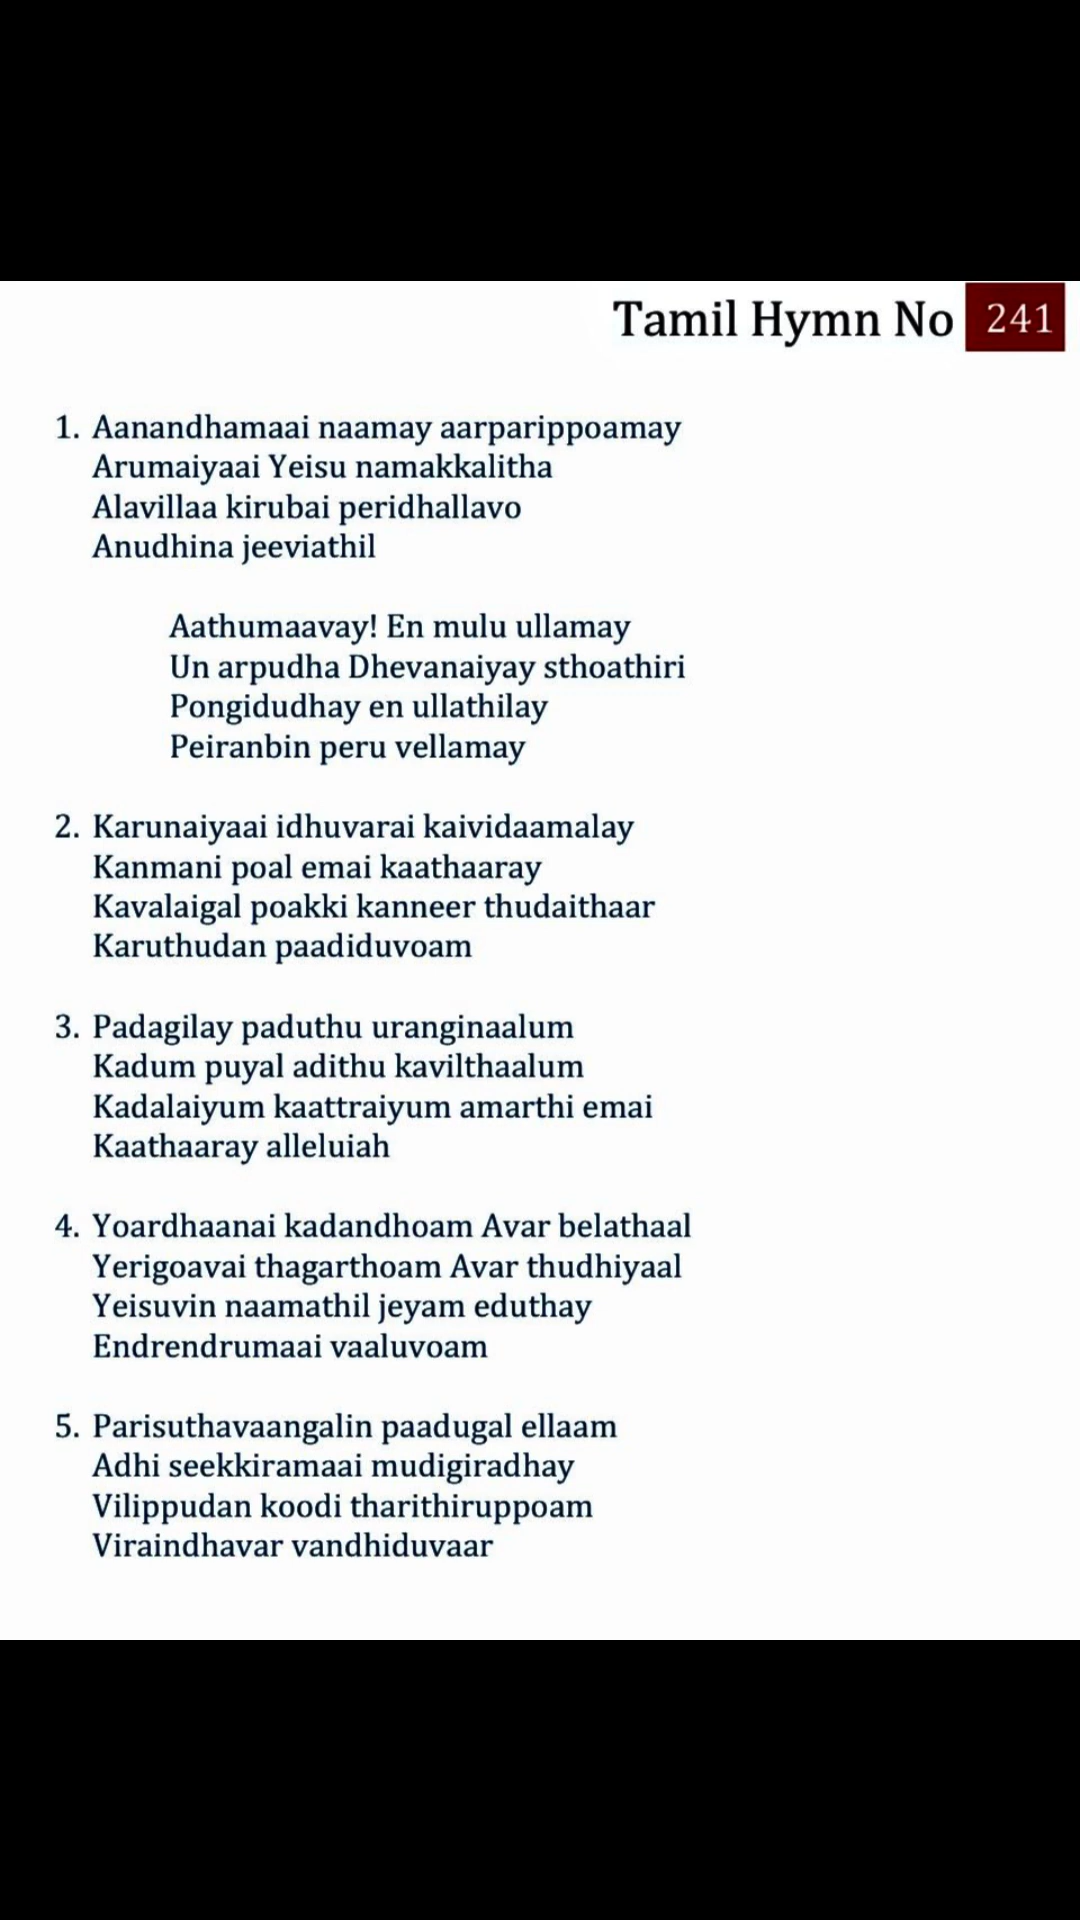 Tamil Hymn No 241
1. Aanandhamaai naamay aarparippoamay
Arumaiyaai Yeisu namakkalitha
Alavillaa kirubai peridhallavo
Anudhina jeeviathil
Aathumaavay! En mulu ullamay
Un arpudha Dhevanaiyay sthoathiri
Pongidudhay en ullathilay
Peiranbin peru vellamay
2. Karunaiyaai idhuvarai kaividaamalay
Kanmani poal emai kaathaaray
Kavalaigal poakki kanneer thudaithaar
Karuthudan paadiduvoam
3. Padagilay paduthu uranginaalum
Kadum puyal adithu kavilthaalum
Kadalaiyum kaattraiyum amarthi emai
Kaathaaray alleluiah
4. Yoardhaanai kadandhoam Avar belathaal
Yerigoavai thagarthoam Avar thudhiyaal
Yeisuvin naamathil jeyam eduthay
Endrendrumaai vaaluvoam
5. Parisuthavaangalin paadugal ellaam
Adhi seekkiramaai mudigiradhay
Vilippudan koodi tharithiruppoam
Viraindhavar vandhiduvaar